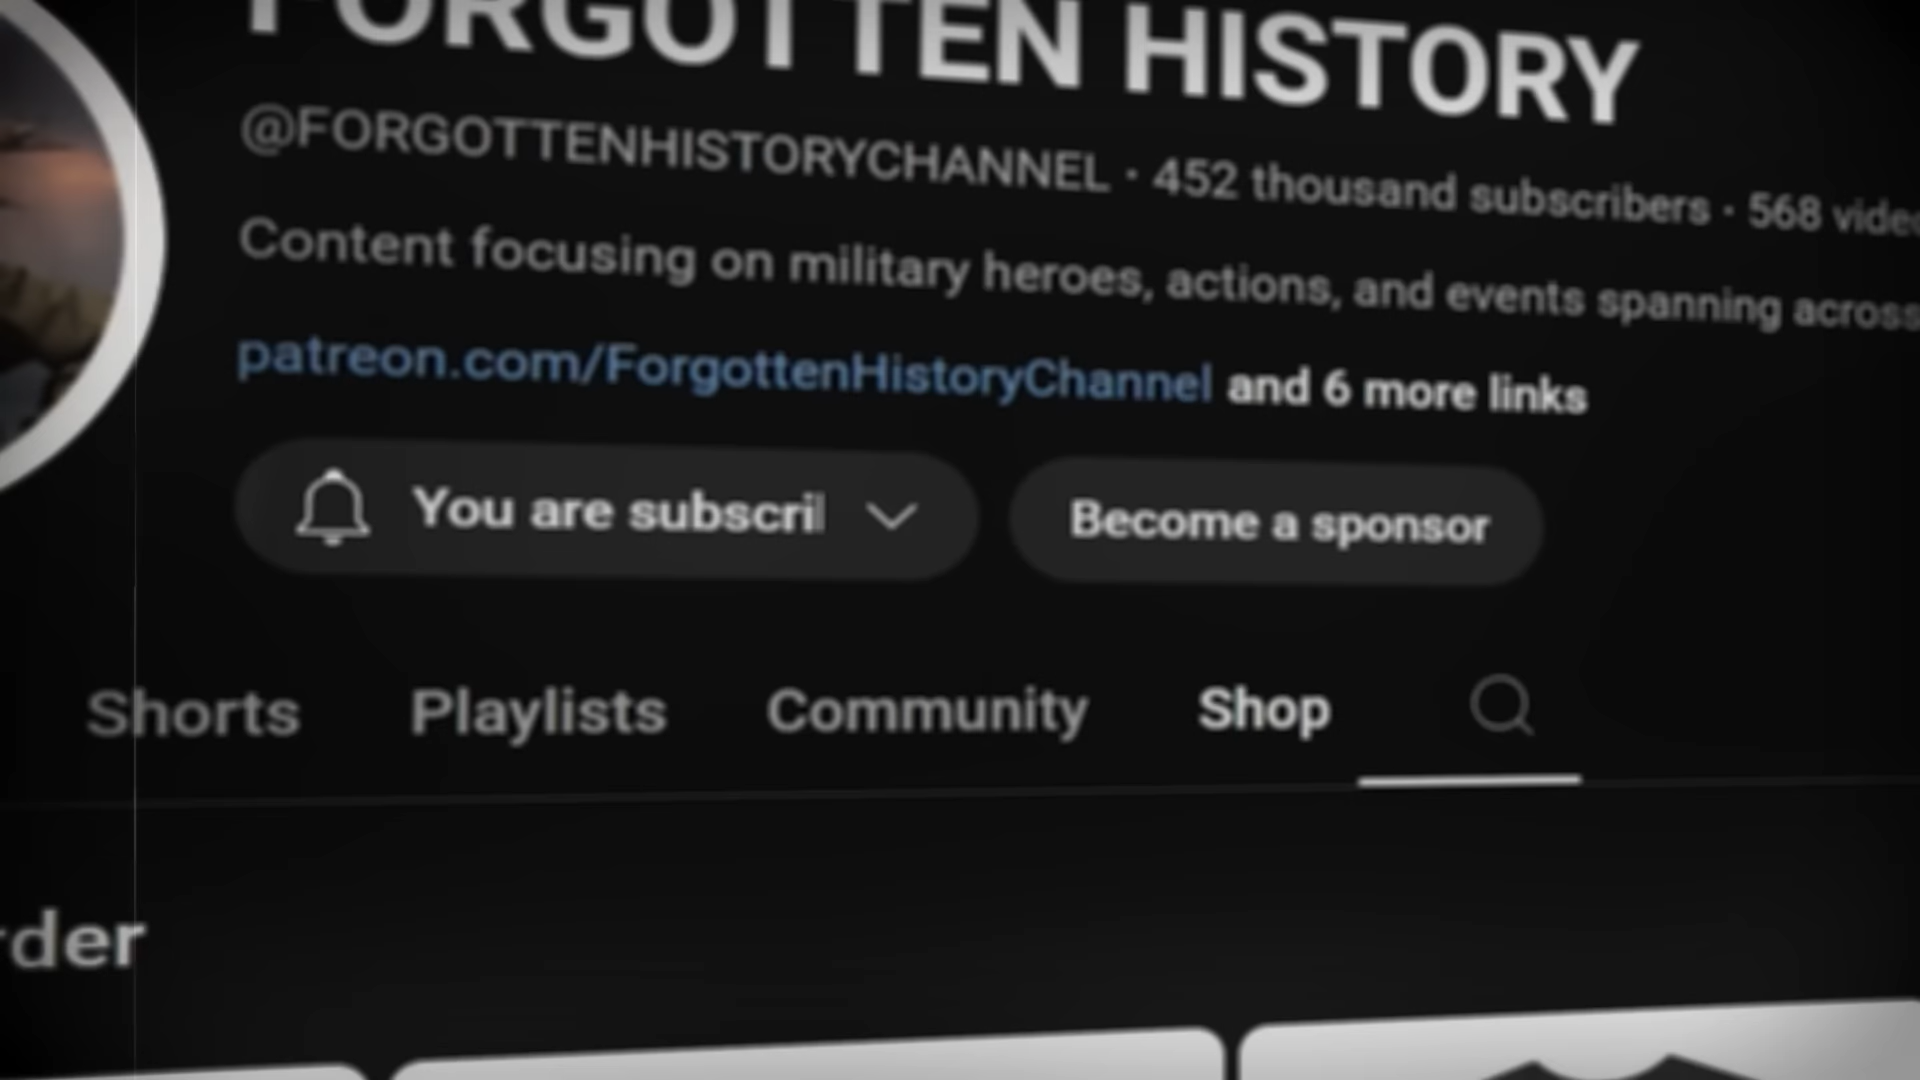 FORGOTTEN HISTORY
@FORGOTTENHISTORYCHANNEL · 452 thousand subscribers · 568
Content focusing on military heroes, actions, and events spanning across
patreon.com/ForgottenHistoryChannel and 6 more links
You are subscri
Become a sponsor
Shorts Playlists Community Shop